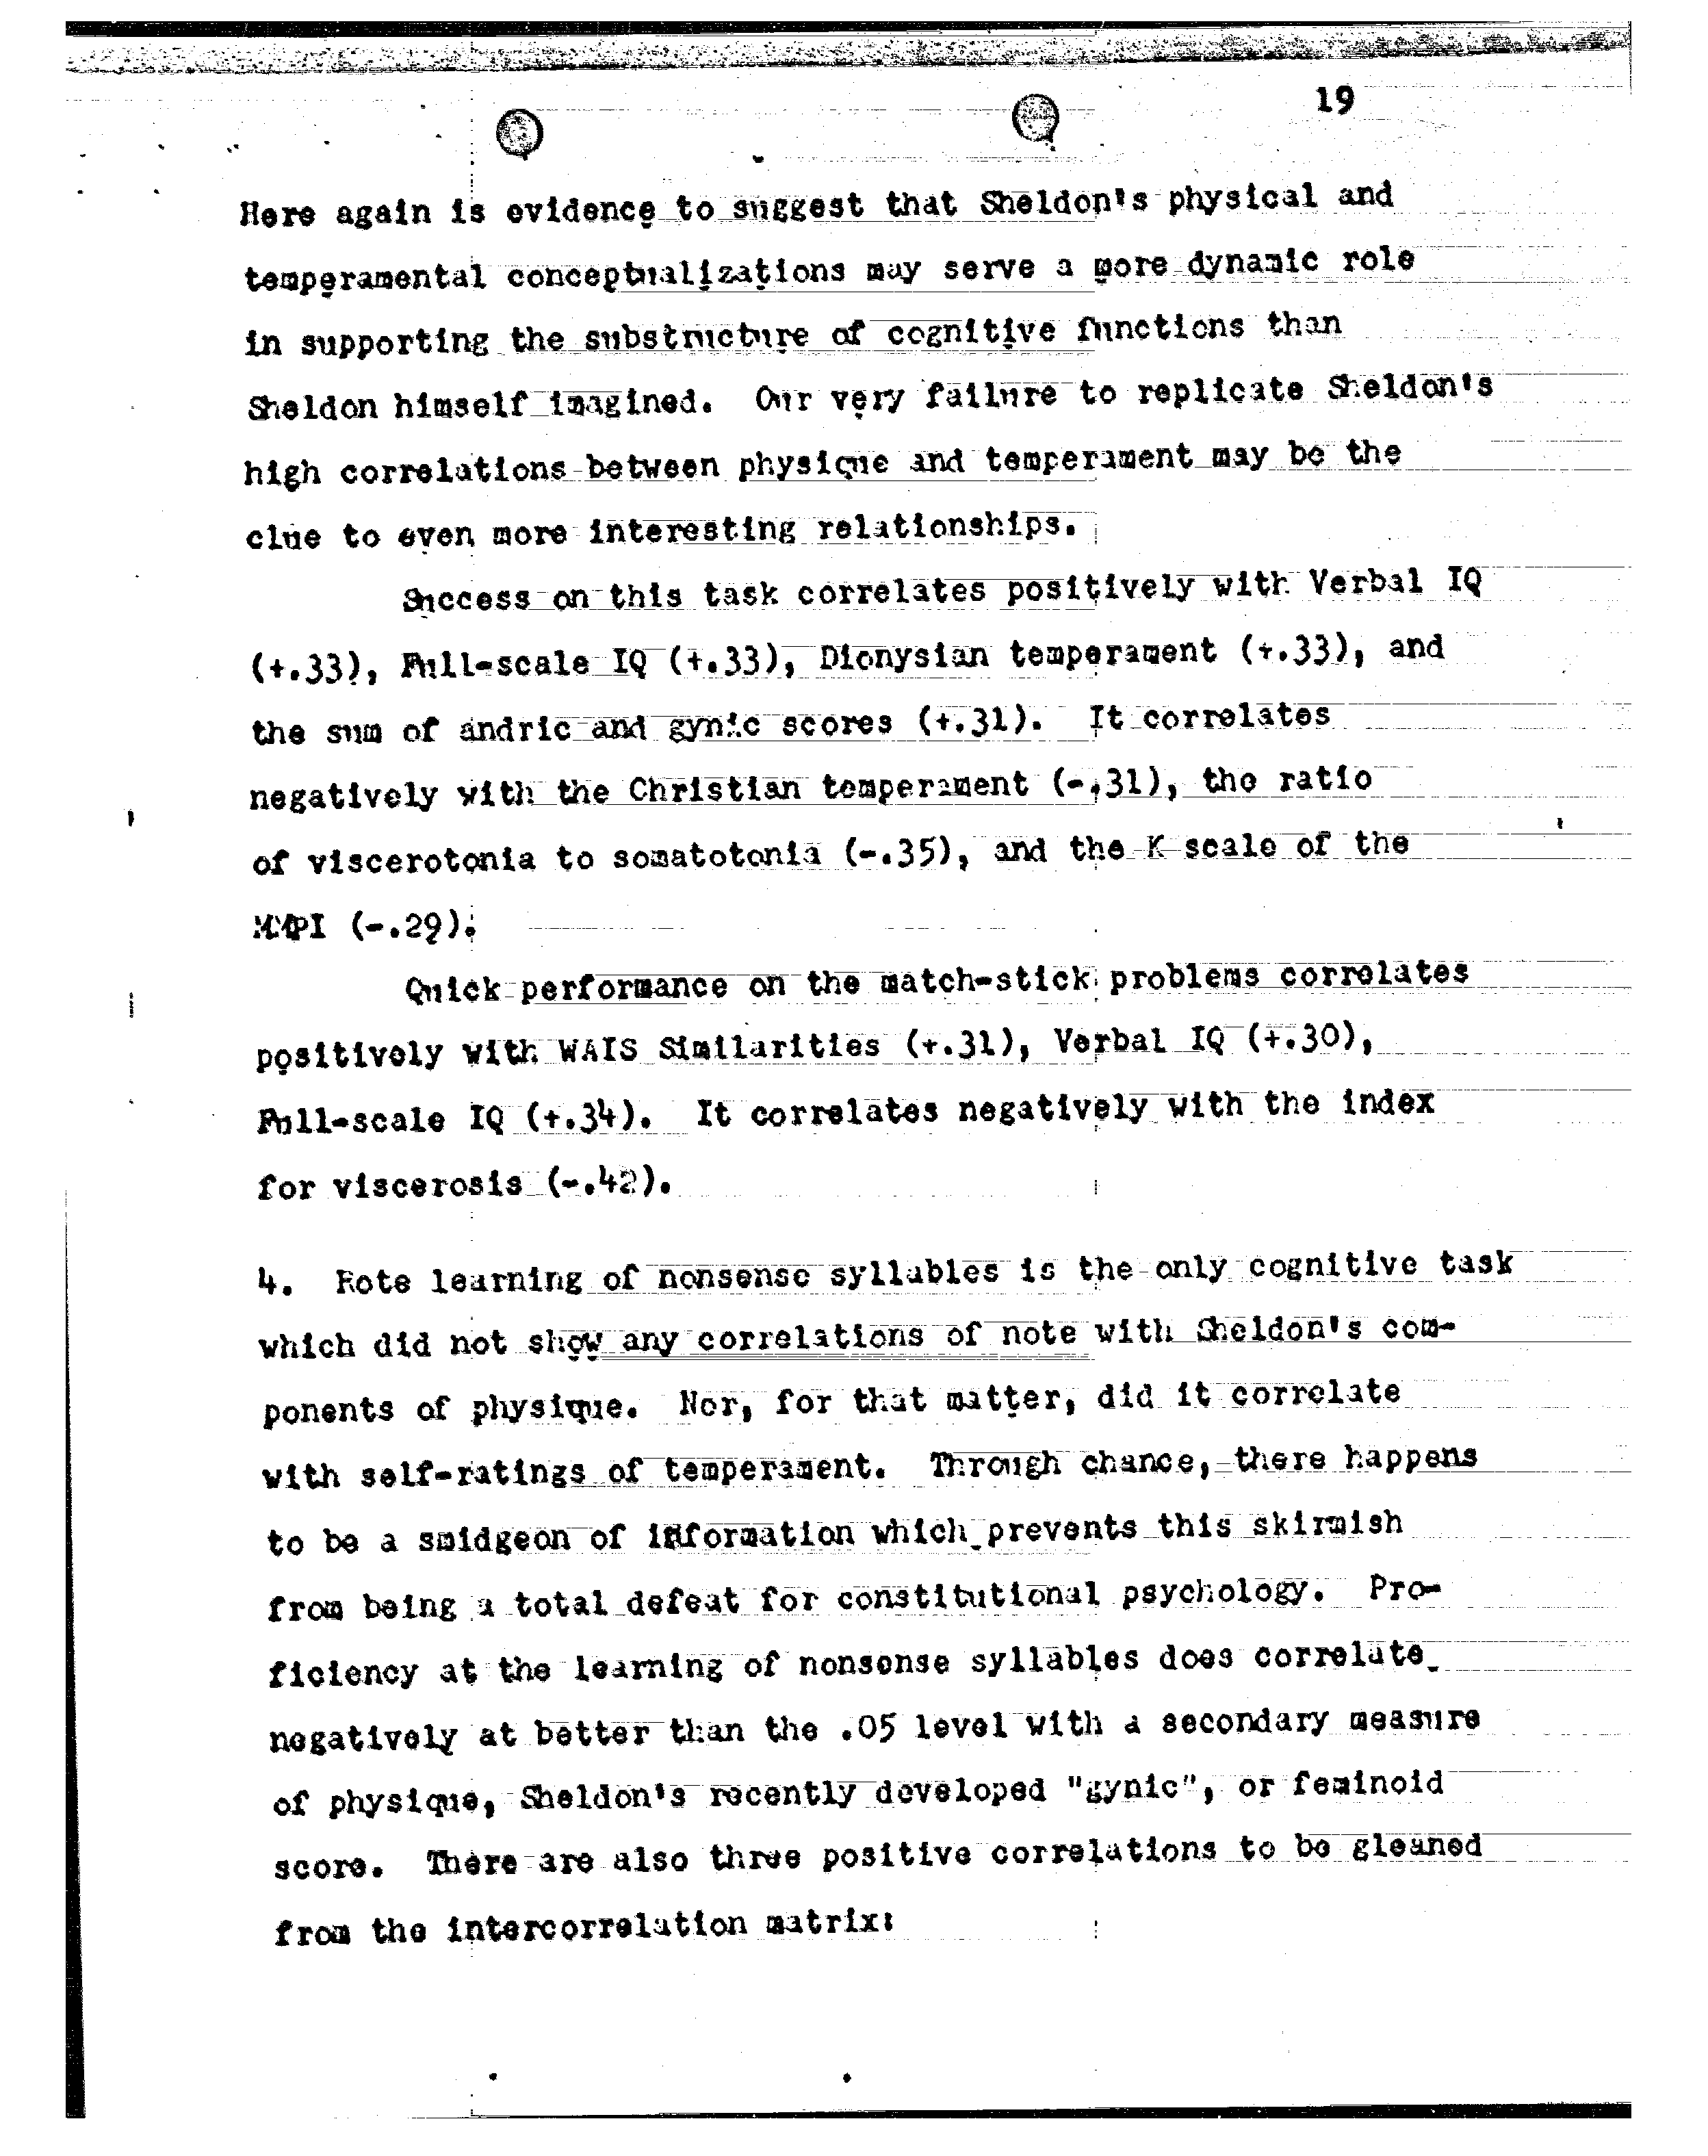 19
Here again is evidence to suggest that Sheldon's physical and
temperamental conceptualizations may serve a more dynamic role
in supporting the substructure of cognitive functions than
Sheldon himself imagined. Our very failure to replicate Sheldon's
high correlations between physique and temperament may be the
clue to even more interesting relationships.
Success on this task correlates positively with Verbal IQ
(+.33), Full-scale IQ (+.33), Dionysian temperament (+.33), and
the sum of andric and gynic scores (+.31). It correlates
negatively with the Christian temperament (-.31), the ratio
of viscerotonia to somatotonia (-.35), and the K scale of the
MMPI (-.29).
Quick performance on the match-stick problems correlates
positively with WAIS Similarities (+.31), Verbal IQ (+.30),
Full-scale IQ (+.34). It correlates negatively with the index
for viscerosis (-.42).
4. Rote learning of nonsense syllables is the only cognitive task
which did not show any correlations of note with Sheldon's com-
ponents of physique. Nor, for that matter, did it correlate
with self-ratings of temperament. Through chance, there happens
to be a smidgeon of information which prevents this skirmish
from being a total defeat for constitutional psychology. Pro-
ficiency at the learning of nonsense syllables does correlate
negatively at better than the .05 level with a secondary measure
of physique, Sheldon's recently developed "gynic", or feminoid
score. There are also three positive correlations to be gleaned
from the intercorrelation matrix: